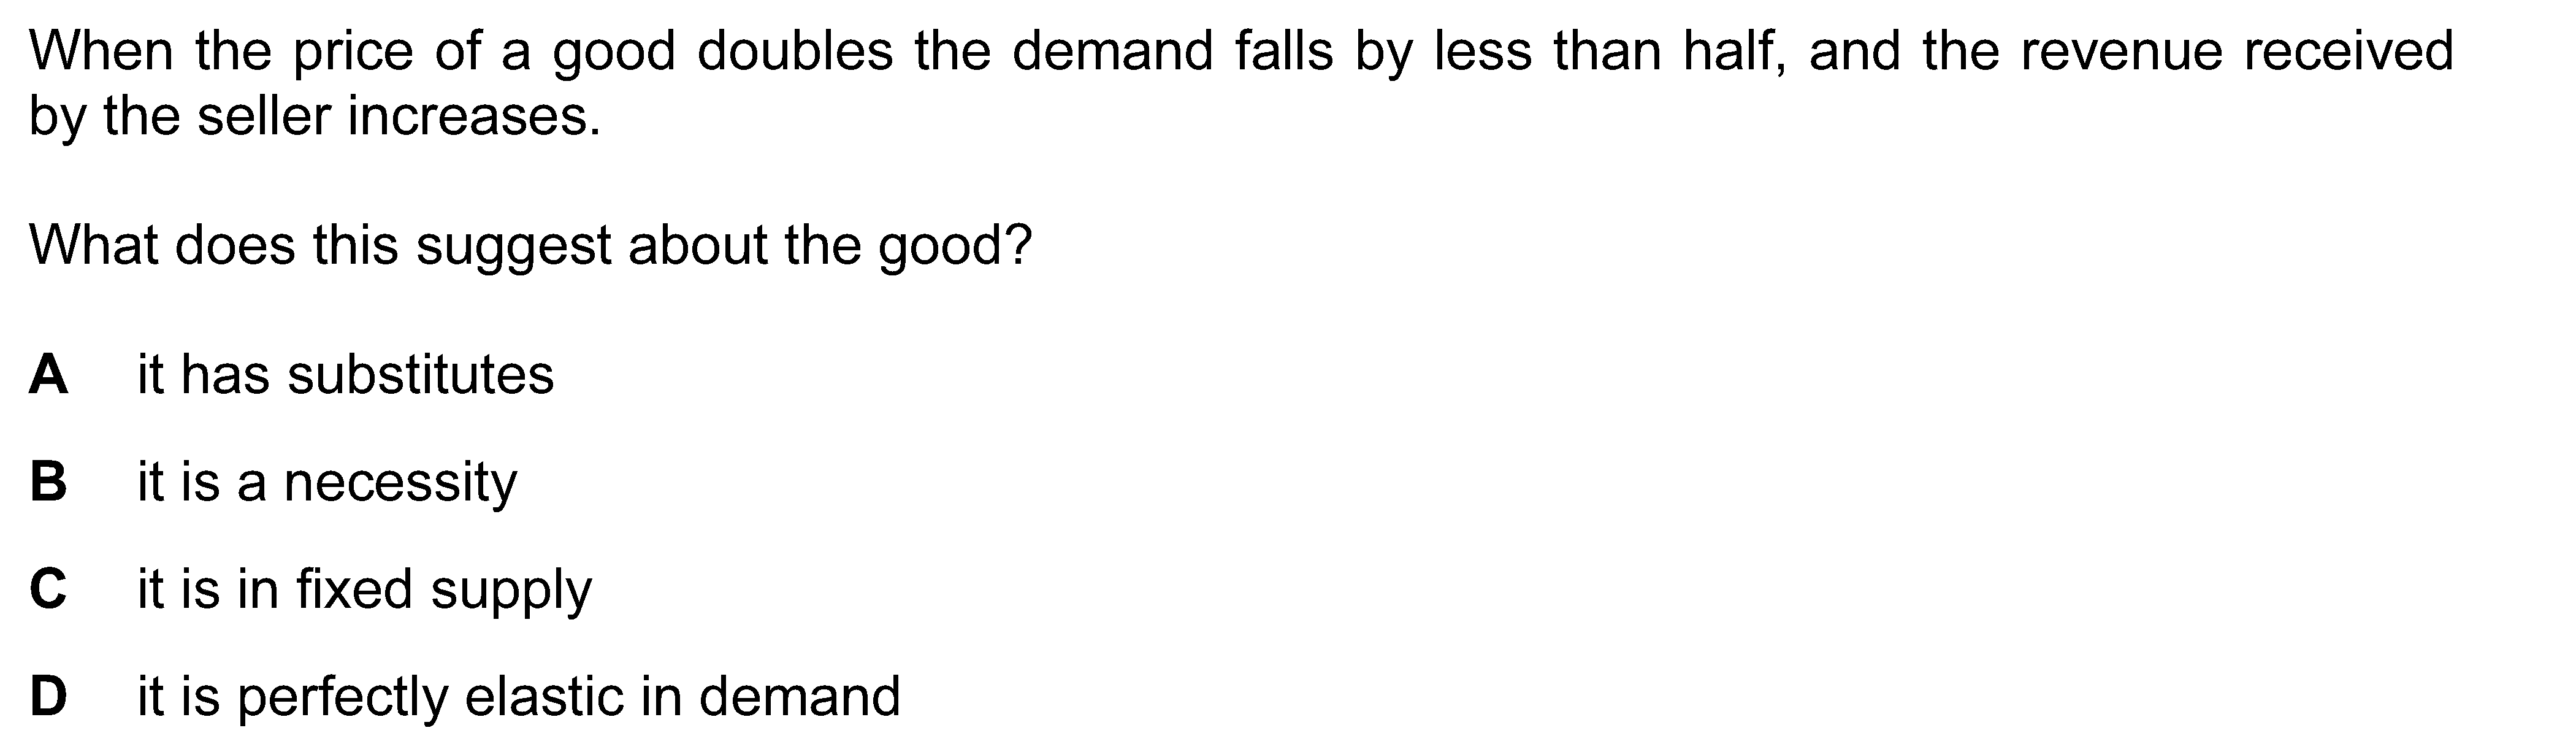 When the price of a good doubles the demand falls by less than half, and the revenue received
by the seller increases.
What does this suggest about the good?
A it has substitutes
B it is a necessity
C it is in fixed supply
D it is perfectly elastic in demand